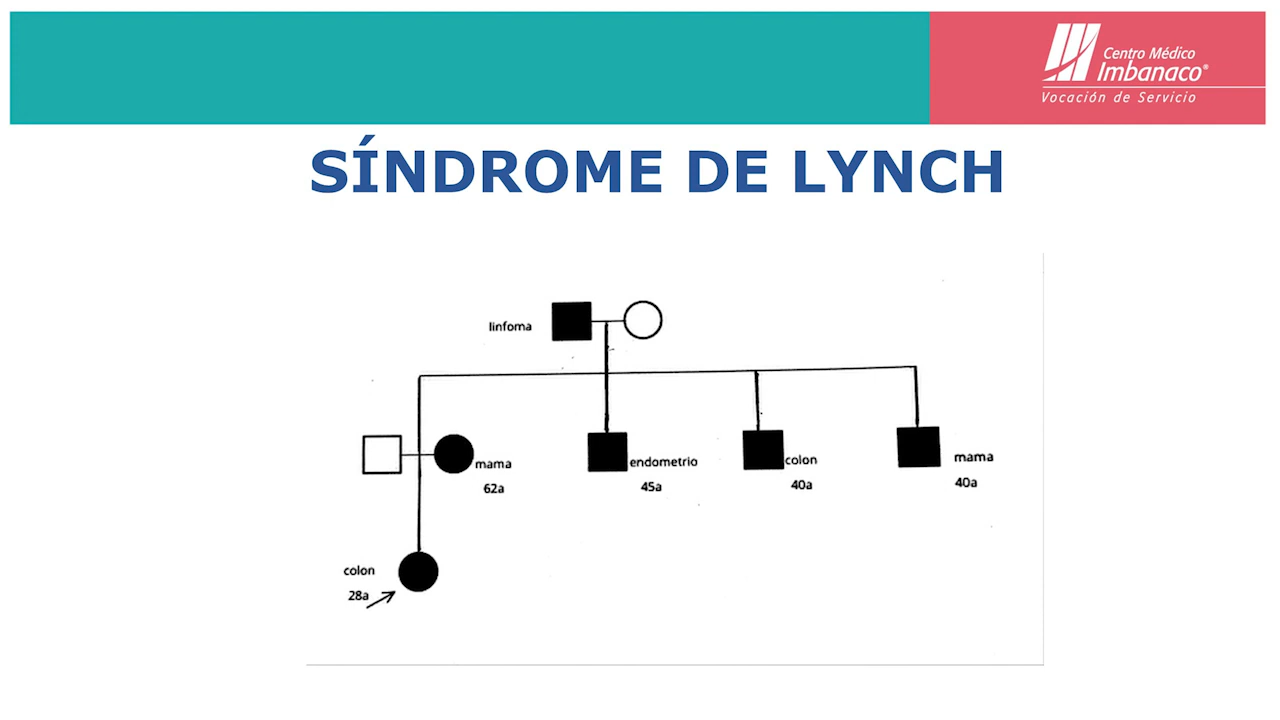 Centro Médico
Imbanaco®
Vocación de Servicio
SÍNDROME DE LYNCH
linfoma
mama
62a
endometrio
45a
colon
40a
mama
40a
colon
28a